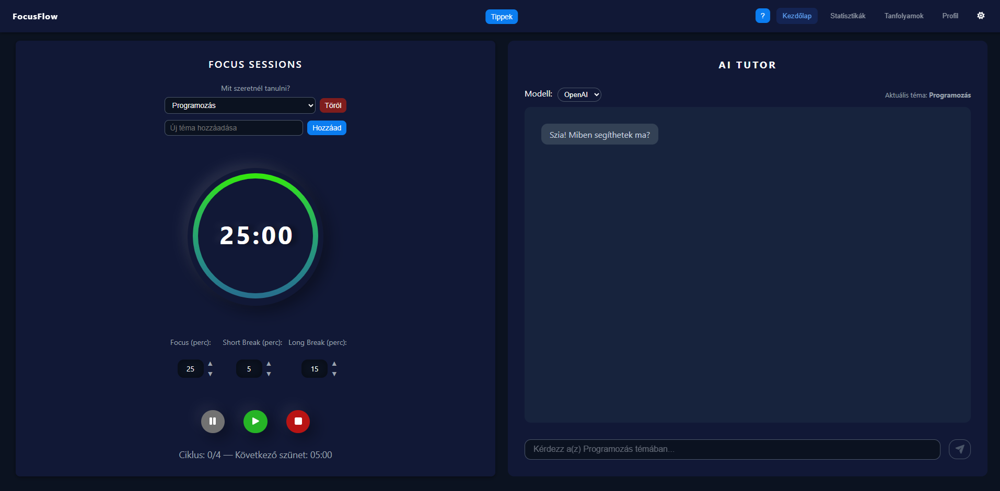 FocusFlow
Tippek
?
Kezdőlap
Statisztikák
Tanfolyamok
Profil
FOCUS SESSIONS
Mit szeretnél tanulni?
Programozás
Töröl
Új téma hozzáadása
Hozzáad
25:00
Focus (perc):
Short Break (perc):
Long Break (perc):
25
5
15
Ciklus: 0/4 — Következő szünet: 05:00
AI TUTOR
Modell:
OpenAI
Aktuális téma: Programozás
Szia! Miben segíthetek ma?
Kérdezz a(z) Programozás témában...